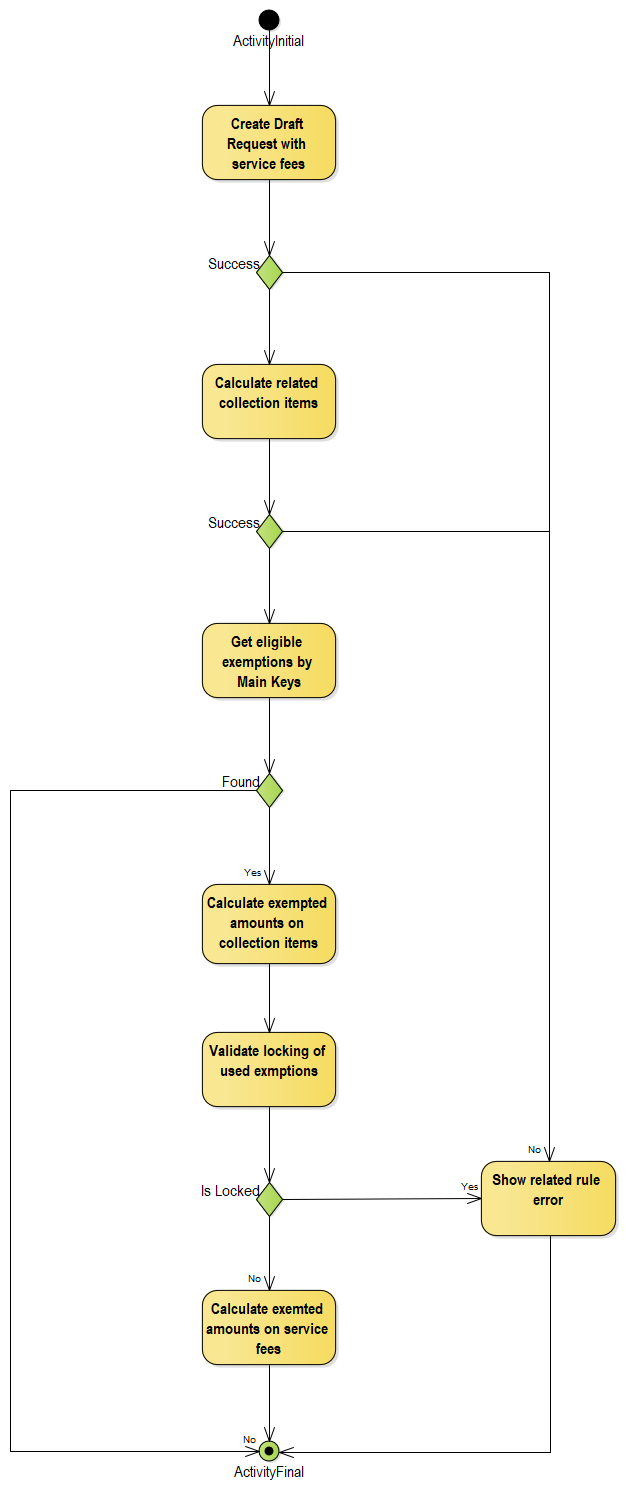 ActivityInitial
Create Draft
Request with
service fees
Success
Calculate related
collection items
Success
Get eligible
exemptions by
Main Keys
Found
Yes
Calculate exempted
amounts on
collection items
Validate locking of
used exmptions
No
Show related rule
error
Yes
Is Locked
No
Calculate exemted
amounts on service
fees
No
ActivityFinal